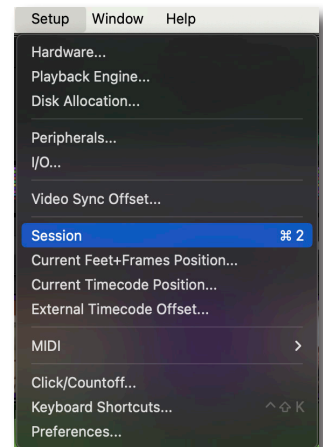 Setup Window Help
Hardware...
Playback Engine...
Disk Allocation...
Peripherals...
I/O...
Video Sync Offset...
Session ⌘ 2
Current Feet+Frames Position...
Current Timecode Position...
External Timecode Offset...
MIDI >
Click/Countoff...
Keyboard Shortcuts... ^⇧K
Preferences...